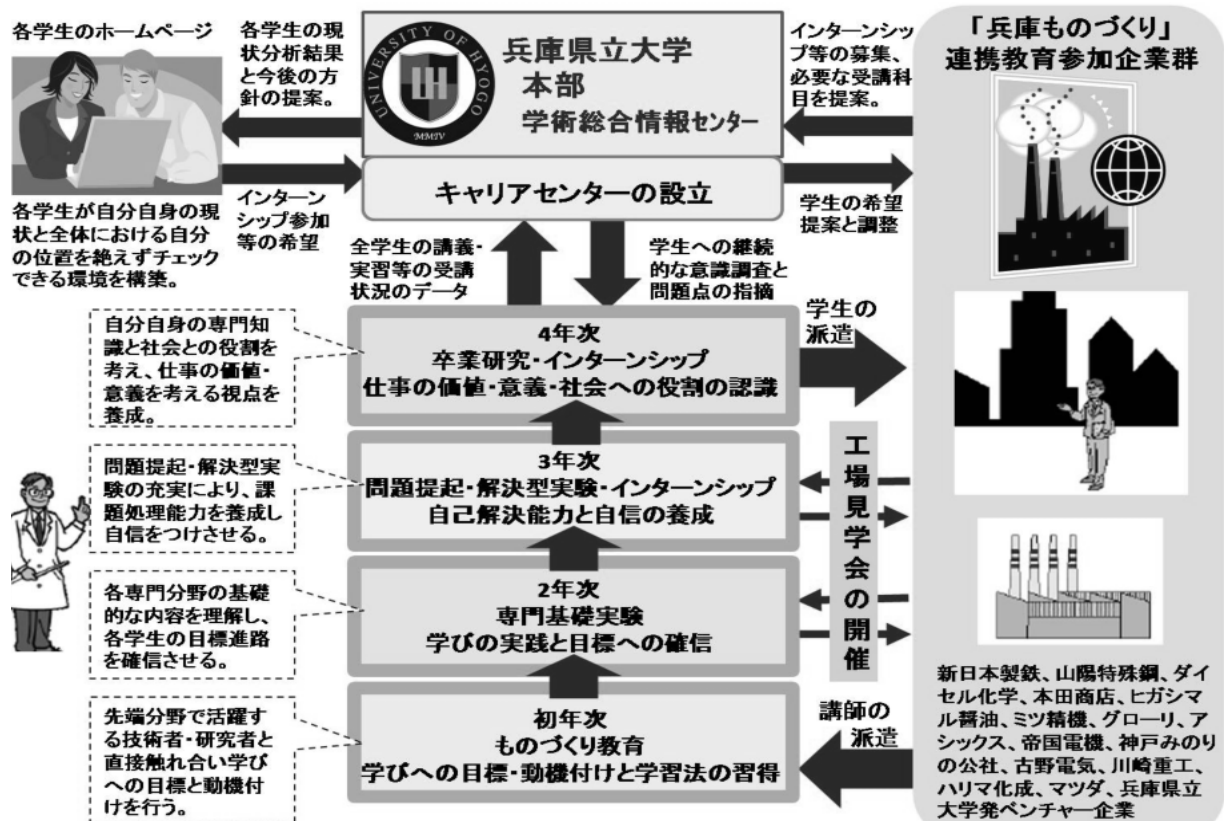 各学生のホームページ
各学生の現
状分析結果
と今後の方
針の提案。
UNIVERSITY OF HYOGO
MMIV
兵庫県立大学
本部
学術総合情報センター
インターンシッ
プ等の募集、
必要な受講科
目を提案。
「兵庫ものづくり」
連携教育参加企業群
キャリアセンターの設立
インターン
シップ参加
等の希望
学生の希望
提案と調整
各学生が自分自身の現
状と全体における自分
の位置を絶えずチェック
できる環境を構築。
全学生の講義・
実習等の受講
状況のデータ
学生への継続
的な意識調査と
問題点の指摘
自分自身の専門知
識と社会との役割を
考え、仕事の価値・
意義を考える視点を
養成。
4年次
卒業研究・インターンシップ
仕事の価値・意義・社会への役割の認識
学生の
派遣
問題提起・解決型実
験の充実により、課
題処理能力を養成し
自信をつけさせる。
3年次
問題提起・解決型実験・インターンシップ
自己解決能力と自信の養成
工場見学会の開催
各専門分野の基礎
的な内容を理解し、
各学生の目標進路
を確信させる。
2年次
専門基礎実験
学びの実践と目標への確信
先端分野で活躍す
る技術者・研究者と
直接触れ合い学び
への目標と動機付
けを行う。
初年次
ものづくり教育
学びへの目標・動機付けと学習法の習得
講師の
派遣
新日本製鉄、山陽特殊鋼、ダイ
セル化学、本田商店、ヒガシマ
ル醤油、ミツ精機、グローリ、ア
シックス、帝国電機、神戸みのり
の公社、古野電気、川崎重工、
ハリマ化成、マツダ、兵庫県立
大学発ベンチャー企業